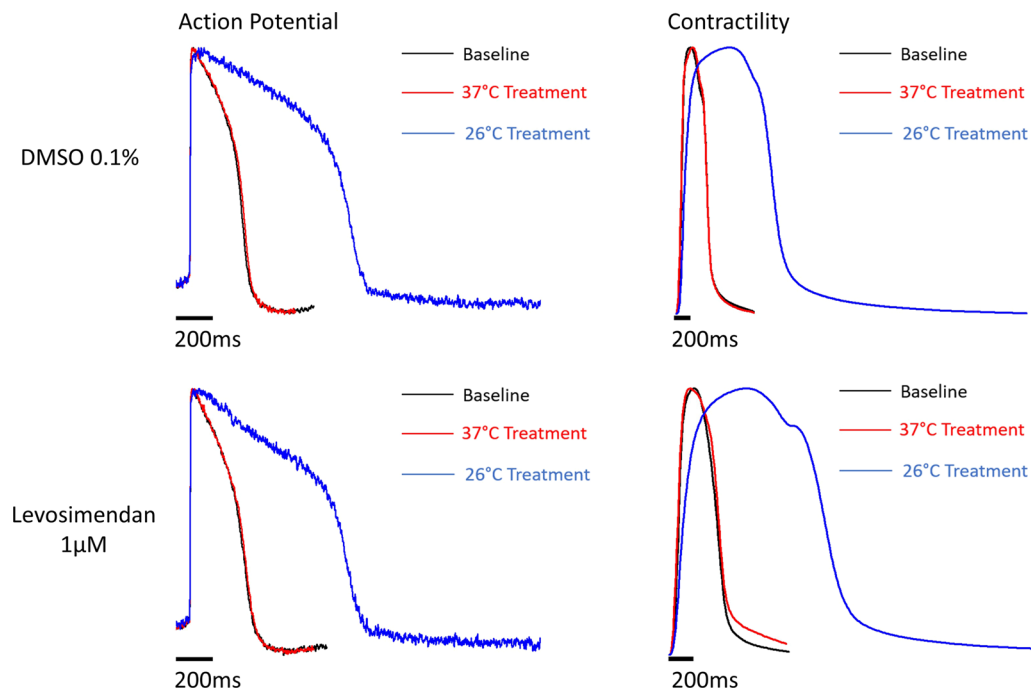 Action Potential
Contractility
Baseline
37°C Treatment
26°C Treatment
Baseline
37°C Treatment
26°C Treatment
DMSO 0.1%
200ms
200ms
Baseline
37°C Treatment
26°C Treatment
Baseline
37°C Treatment
26°C Treatment
Levosimendan
1µM
200ms
200ms